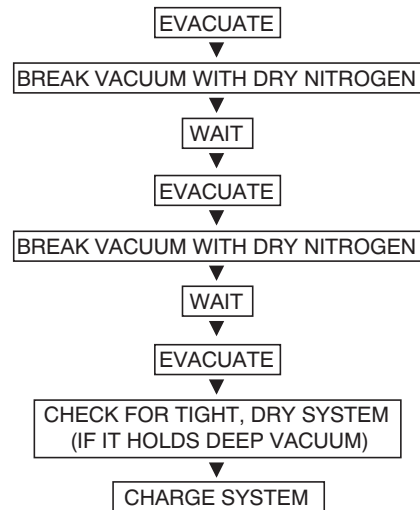 EVACUATE
BREAK VACUUM WITH DRY NITROGEN
WAIT
EVACUATE
BREAK VACUUM WITH DRY NITROGEN
WAIT
EVACUATE
CHECK FOR TIGHT, DRY SYSTEM
(IF IT HOLDS DEEP VACUUM)
CHARGE SYSTEM